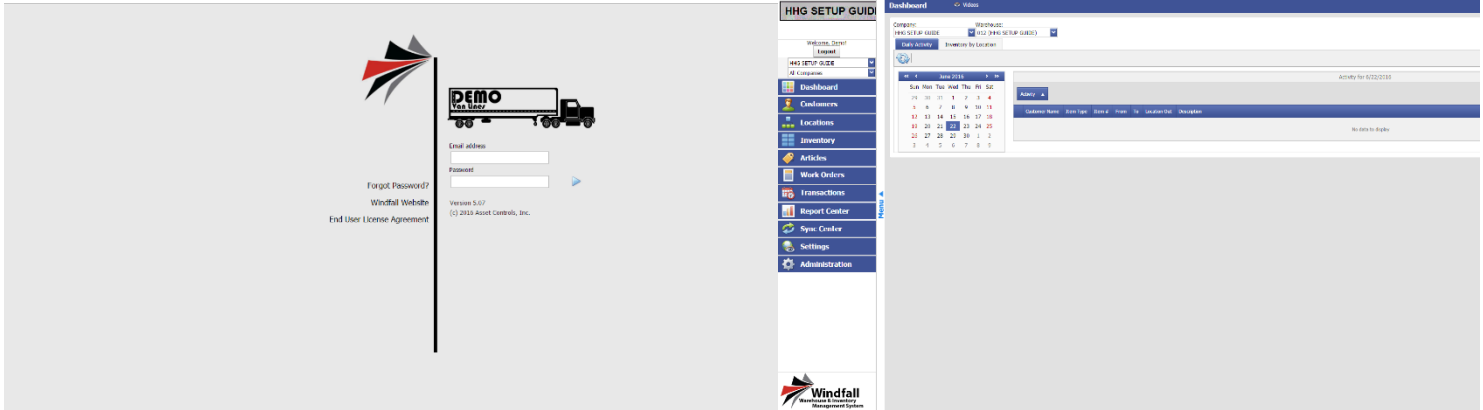 DEMO
Van Lines
Email address
Password
Forgot Password?
Windfall Website
End User License Agreement
Version 5.07
(c) 2015 Asset Controls, Inc.
HHG SETUP GUID
Welcome, Demo!
Logout
HHG SETUP GUIDE
All Companies
Dashboard
Customers
Locations
Inventory
Articles
Work Orders
Transactions
Report Center
Sync Center
Settings
Administration
Menu
Windfall
Warehouse & Inventory
Management System
Dashboard Videos
Company: Warehouse:
HHG SETUP GUIDE 012 (HHG SETUP GUIDE)
Daily Activity Inventory by Location
June 2016
Sun Mon Tue Wed Thu Fri Sat
29 30 31 1 2 3 4
5 6 7 8 9 10 11
12 13 14 15 16 17 18
19 20 21 22 23 24 25
26 27 28 29 30 1 2
3 4 5 6 7 8 9
Activity for 6/22/2016
Activity
Customer Name Item Type Item # From To Location Out Description
No data to display